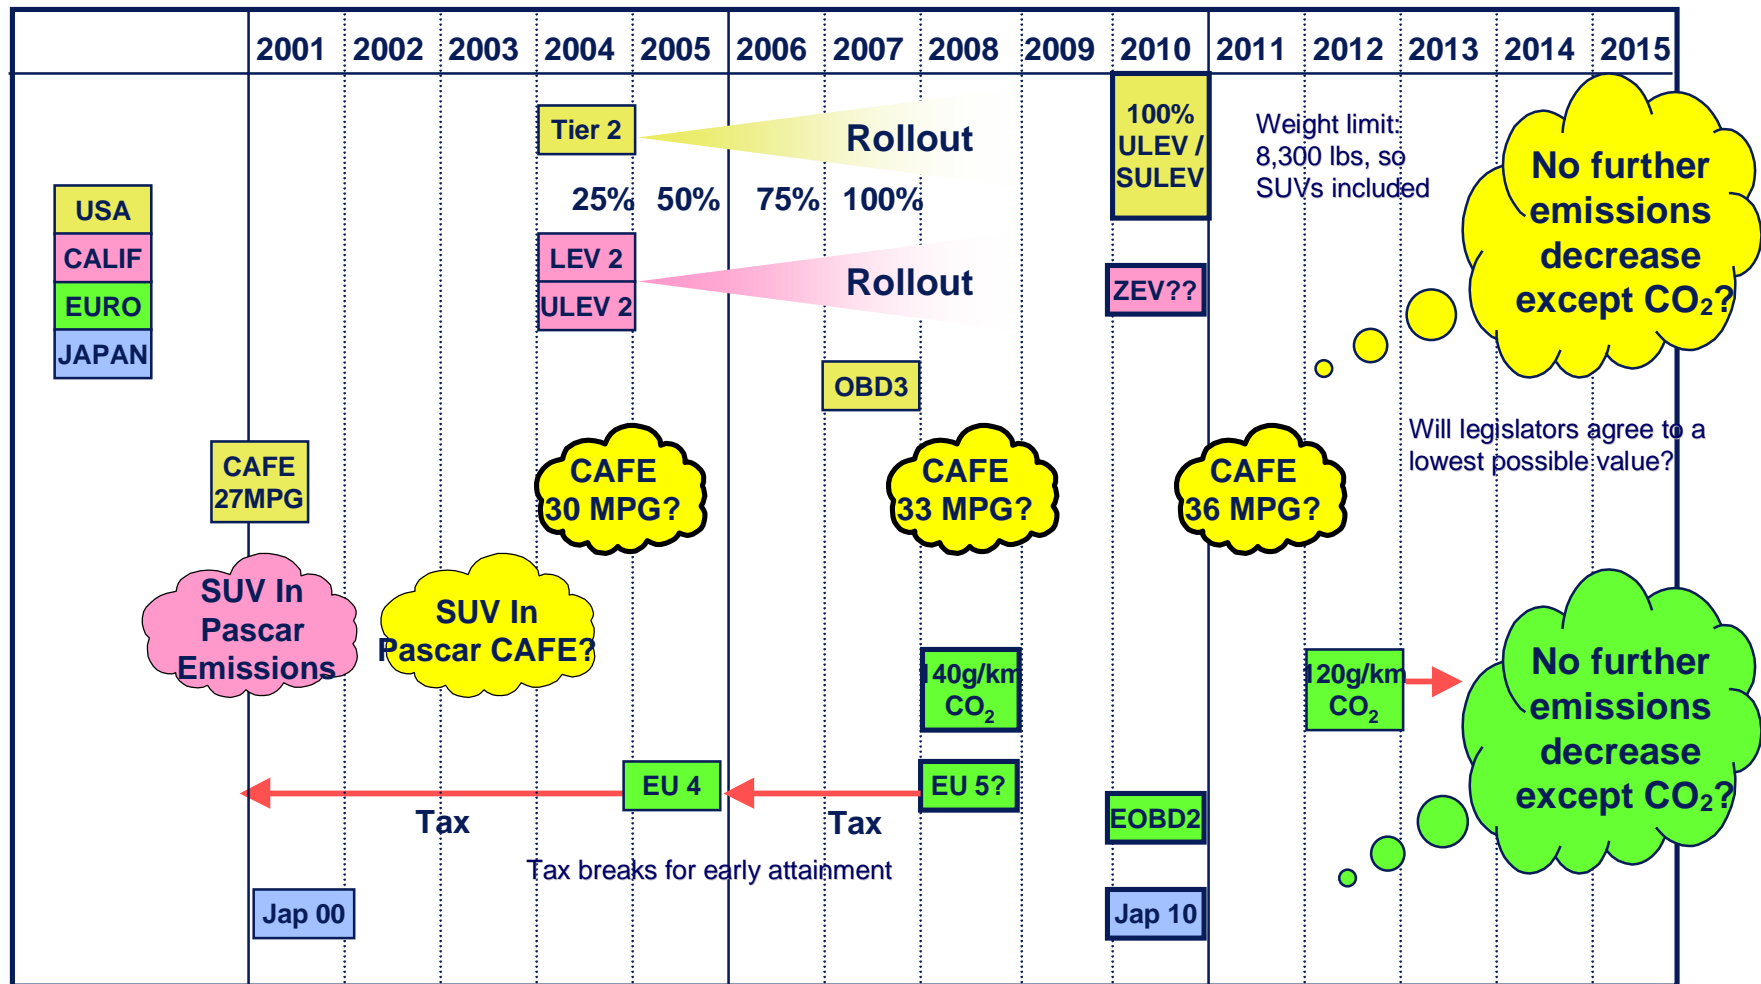 2001 2002 2003 2004 2005 2006 2007 2008 2009 2010 2011 2012 2013 2014 2015
Tier 2
Rollout
100%
ULEV /
SULEV
Weight limit:
8,300 lbs, so
SUVs included
No further
emissions
decrease
except CO₂?
25% 50% 75% 100%
USA
CALIF
EURO
JAPAN
LEV 2
ULEV 2
Rollout
ZEV??
OBD3
CAFE
27MPG
CAFE
30 MPG?
CAFE
33 MPG?
CAFE
36 MPG?
Will legislators agree to a
lowest possible value?
SUV In
Pascar
Emissions
SUV In
Pascar CAFE?
140g/km
CO₂
120g/km
CO₂
No further
emissions
decrease
except CO₂?
EU 4
EU 5?
Tax
Tax
EOBD2
Tax breaks for early attainment
Jap 00
Jap 10